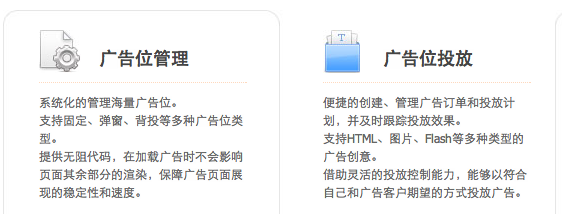 广告位管理
系统化的管理海量广告位。
支持固定、弹窗、背投等多种广告位类
型。
提供无阻代码，在加载广告时不会影响
页面其余部分的渲染，保障广告页面展
现的稳定性和速度。
T
广告位投放
便捷的创建、管理广告订单和投放计
划，并及时跟踪投放效果。
支持HTML、图片、Flash等多种类型的
广告创意。
借助灵活的投放控制能力，能够以符合
自己和广告客户期望的方式投放广告。